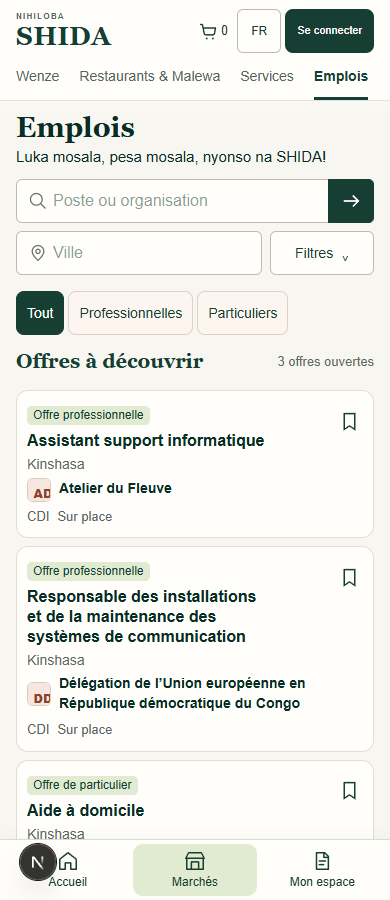 NIHILOBA
SHIDA
0
FR
Se connecter
Wenze Restaurants & Malewa Services Emplois
Emplois
Luka mosala, pesa mosala, nyonso na SHIDA!
Poste ou organisation
Ville
Filtres
Tout
Professionnelles
Particuliers
Offres à découvrir
3 offres ouvertes
Offre professionnelle
Assistant support informatique
Kinshasa
AD
Atelier du Fleuve
CDI Sur place
Offre professionnelle
Responsable des installations
et de la maintenance des
systèmes de communication
Kinshasa
DD
Délégation de l’Union européenne en
République démocratique du Congo
CDI Sur place
Offre de particulier
Aide à domicile
Kinshasa
N
Accueil
Marchés
Mon espace